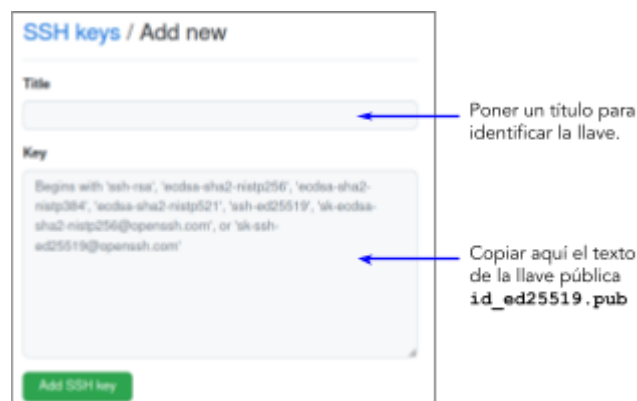 SSH keys / Add new
Title
Poner un título para
identificar la llave.
Key
Begins with 'ssh-rsa', 'ecdsa-sha2-nistp256', 'ecdsa-sha2-
nistp384', 'ecdsa-sha2-nistp521', 'ssh-ed25519', 'sk-ecdsa-
sha2-nistp256@openssh.com', or 'sk-ssh-
ed25519@openssh.com'
Copiar aquí el texto
de la llave pública
id_ed25519.pub
Add SSH key